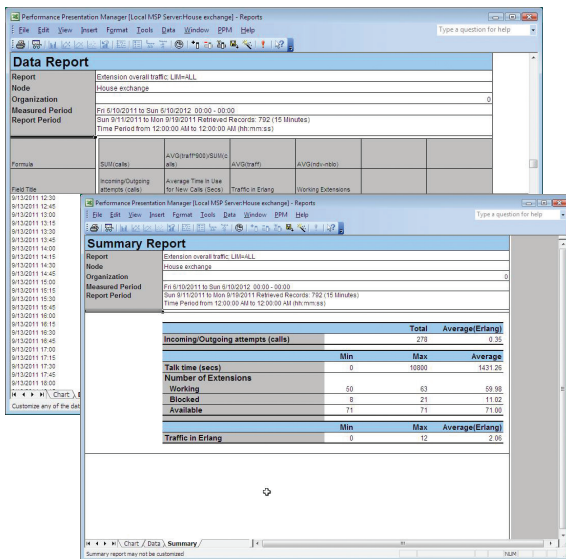 Performance Presentation Manager [Local MSP Server:House exchange] - Reports
File Edit View Insert Format Tools Data Window PPM Help
Type a question for help
Data Report
Report Extension overall traffic; LIM=ALL
Node House exchange
Organization 0
Measured Period Fri 6/10/2011 to Sun 6/10/2012 00:00 - 00:00
Report Period Sun 9/11/2011 to Mon 9/19/2011 Retrieved Records: 792 (15 Minutes)
Time Period from 12:00:00 AM to 12:00:00 AM (hh:mm:ss)
Formula SUM(calls) AVG(traff*900)/SUM(calls) AVG(traff) AVG(ndv-nblo)
Field Title Incoming/Outgoing attempts (calls) Average Time In Use for New Calls (Secs) Traffic in Erlang Working Extensions
9/13/2011 12:30
9/13/2011 12:45
9/13/2011 13:00
9/13/2011 13:15
9/13/2011 13:30
9/13/2011 13:45
9/13/2011 14:00
9/13/2011 14:15
9/13/2011 14:30
9/13/2011 14:45
9/13/2011 15:00
9/13/2011 15:15
9/13/2011 15:30
9/13/2011 15:45
9/13/2011 16:00
9/13/2011 16:15
9/13/2011 16:30
9/13/2011 16:45
9/13/2011 17:00
9/13/2011 17:15
9/13/2011 17:30
9/13/2011 17:45
9/13/2011 18:00
Chart
Customize any of the dat
Performance Presentation Manager [Local MSP Server:House exchange] - Reports
File Edit View Insert Format Tools Data Window PPM Help
Type a question for help
Summary Report
Report Extension overall traffic; LIM=ALL
Node House exchange
Organization 0
Measured Period Fri 6/10/2011 to Sun 6/10/2012 00:00 - 00:00
Report Period Sun 9/11/2011 to Mon 9/19/2011 Retrieved Records: 792 (15 Minutes)
Time Period from 12:00:00 AM to 12:00:00 AM (hh:mm:ss)
Total Average(Erlang)
Incoming/Outgoing attempts (calls) 278 0.35
Min Max Average
Talk time (secs) 0 10800 1431.26
Number of Extensions
Working 50 63 59.98
Blocked 8 21 11.02
Available 71 71 71.00
Min Max Average(Erlang)
Traffic in Erlang 0 12 2.06
Chart Data Summary
Summary report may not be customized
NUM